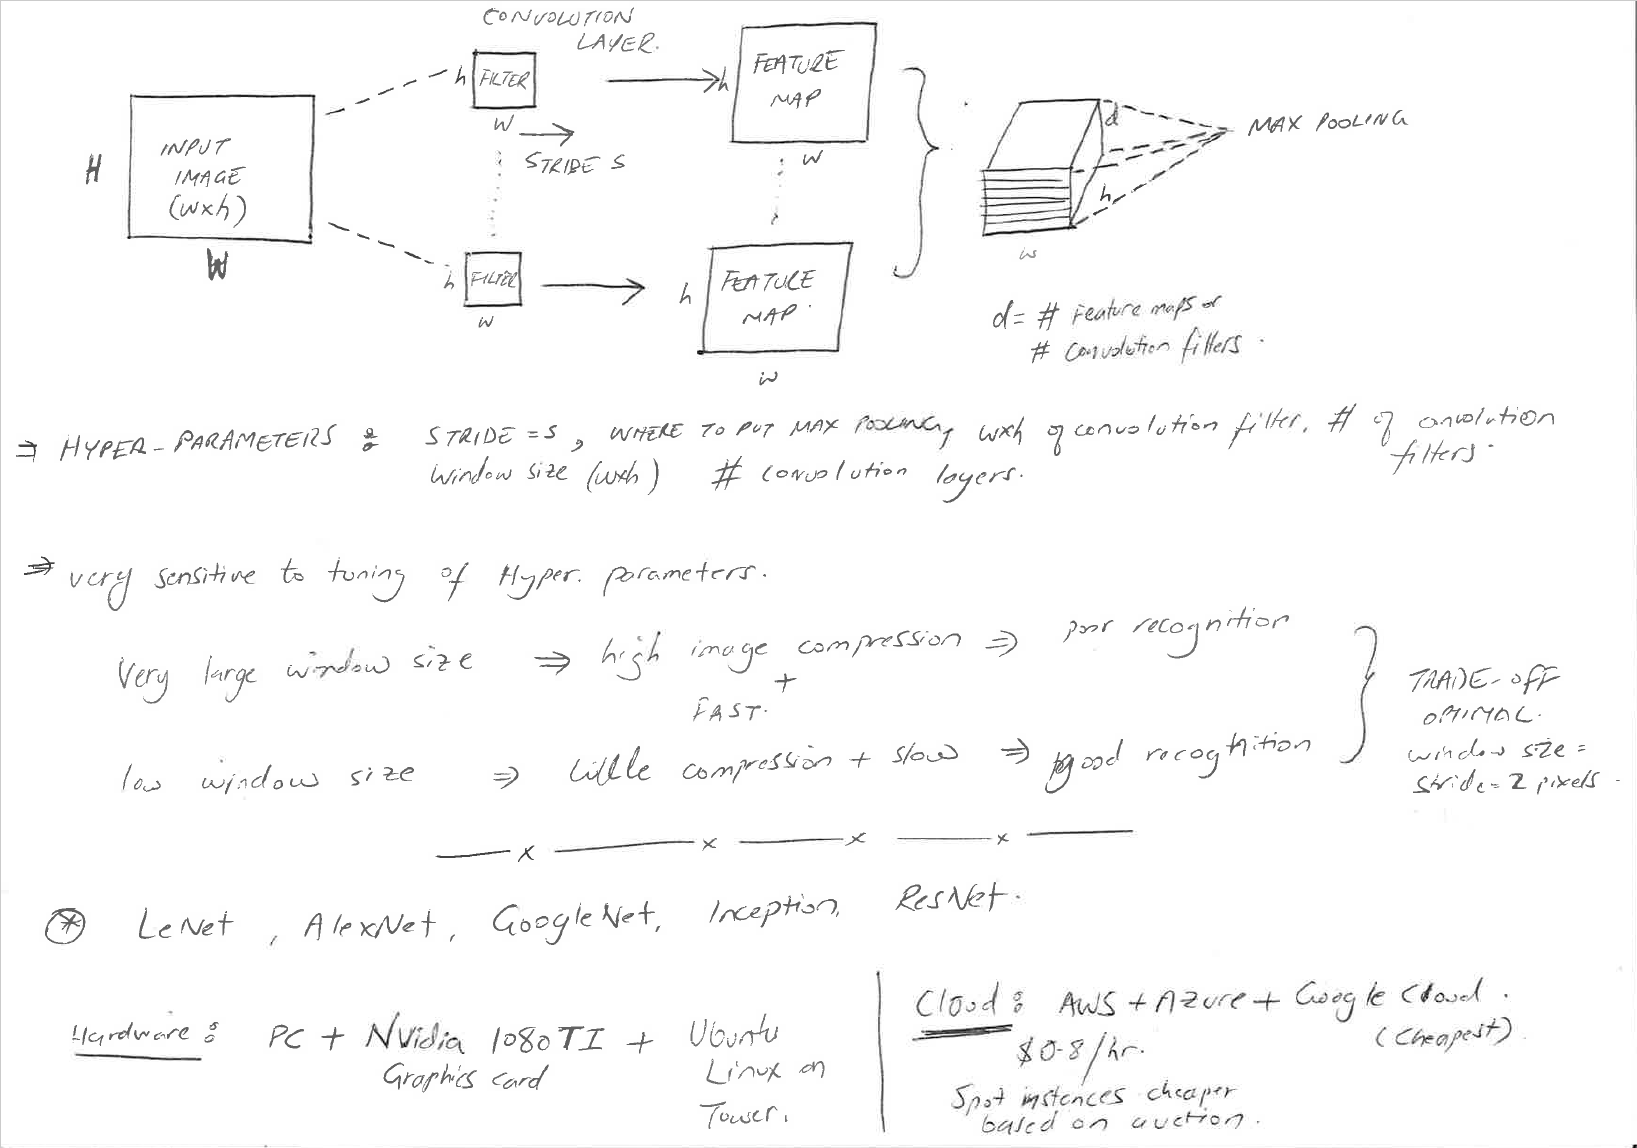 CONVOLUTION
LAYER.
H
INPUT
IMAGE
(wxh)
W
h
FILTER
w
STRIDE S
h
FILTER
w
h
FEATURE
MAP
w
h
FEATURE
MAP.
w
d
h
w
MAX POOLING
d = # Feature maps or
# convolution filters.
⇒ HYPER-PARAMETERS : STRIDE = S, WHERE TO PUT MAX POOLING, wxh of convolution filter, # of convolution
filters.
Window size (wxh) # convolution layers.
⇒ very sensitive to tuning of Hyper. parameters.
Very large window size ⇒ high image compression ⇒ poor recognition
+
FAST.
low window size ⇒ little compression + slow ⇒ good recognition
TRADE-OFF
OPTIMAL.
window size =
stride = 2 pixels.
x x x x
* LeNet, AlexNet, GoogleNet, Inception, ResNet.
Hardware : PC + NVidia 1080TI + Ubuntu
Graphics card Linux on
Tower.
Cloud : AWS + Azure + Google Cloud.
$0.8/hr. (Cheapest)
Spot instances cheaper
based on auction.